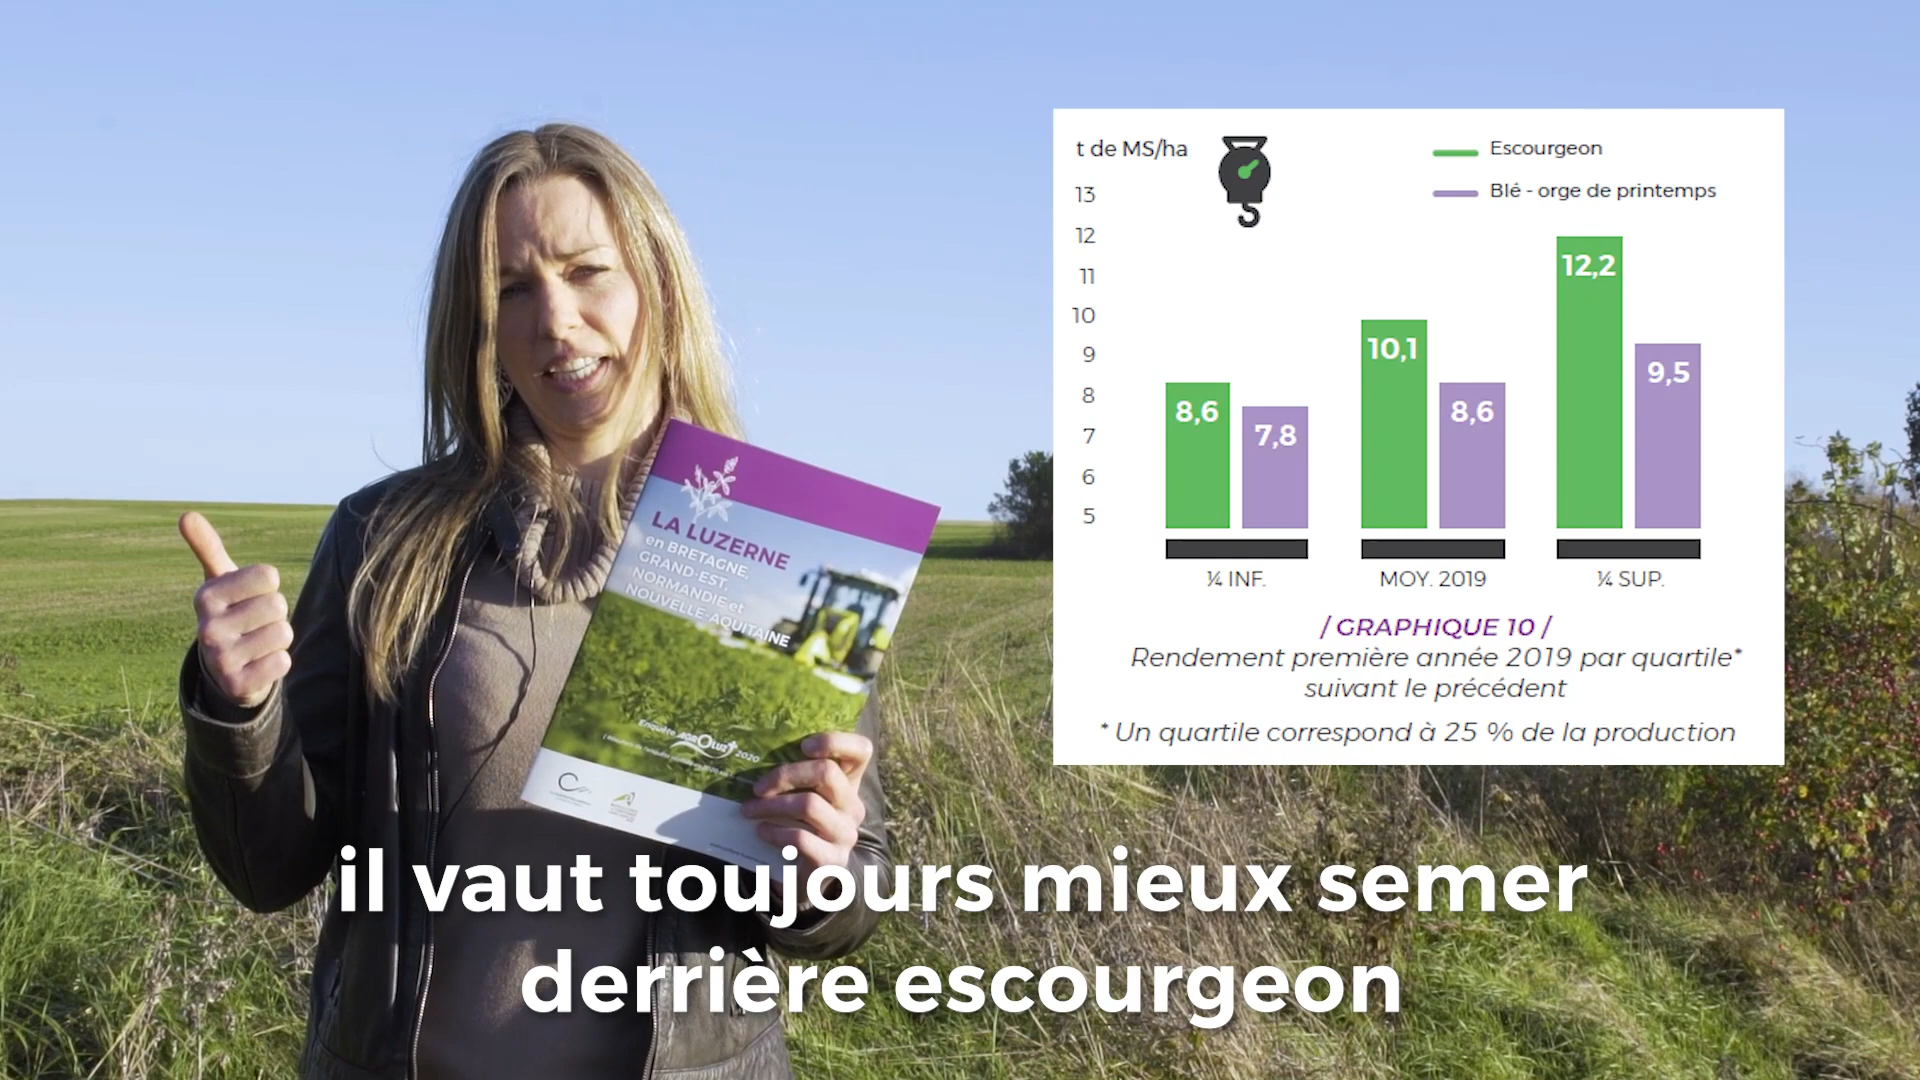 t de MS/ha
Escourgeon
Blé - orge de printemps
13
12
11
10
9
8
7
6
5
8,6
7,8
10,1
8,6
12,2
9,5
¼ INF.
MOY. 2019
¼ SUP.
/ GRAPHIQUE 10 /
Rendement première année 2019 par quartile*
suivant le précédent
* Un quartile correspond à 25 % de la production
LA LUZERNE
en BRETAGNE,
GRAND-EST,
NORMANDIE et
NOUVELLE-AQUITAINE
Enquête AGROLUZ+ 2020
il vaut toujours mieux semer
derrière escourgeon